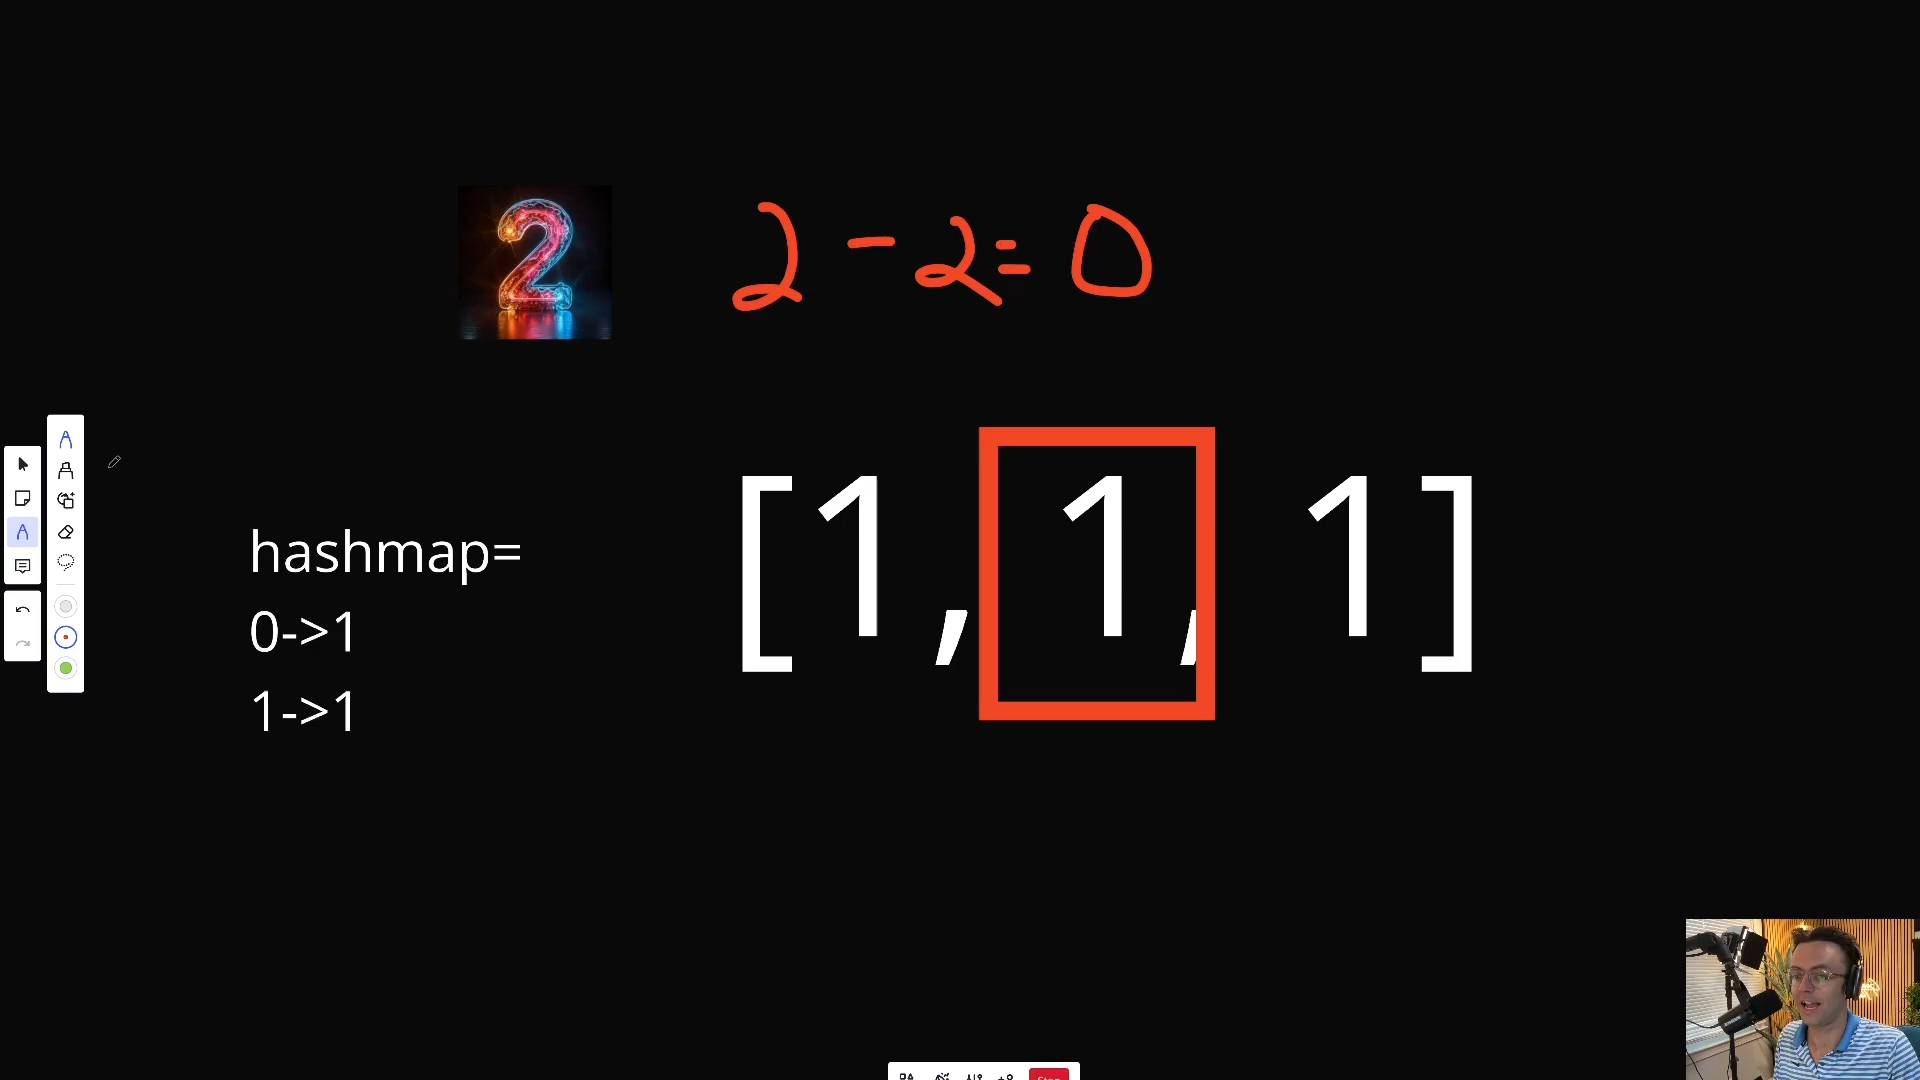 2
2 - 2 = 0
[1, 1, 1]
hashmap=
0->1
1->1